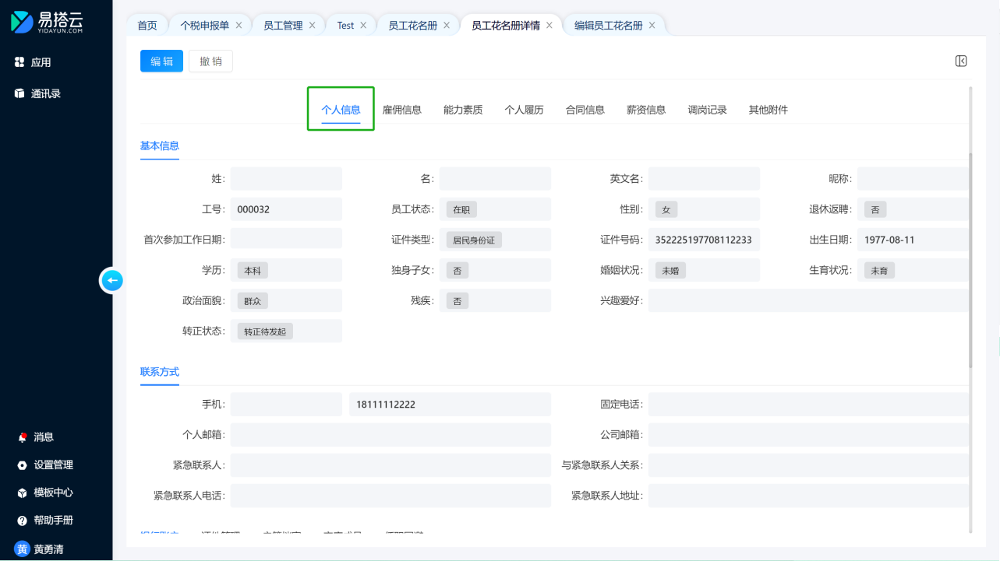 易搭云
YIDAYUN.COM
首页 个税申报单 × 员工管理 × Test × 员工花名册 × 员工花名册详情 × 编辑员工花名册 ×
应用
通讯录
编辑 撤销
个人信息 雇佣信息 能力素质 个人履历 合同信息 薪资信息 调岗记录 其他附件
基本信息
姓: 名: 英文名: 昵称:
工号: 000032 员工状态: 在职 性别: 女 退休返聘: 否
首次参加工作日期: 证件类型: 居民身份证 证件号码: 352225197708112233 出生日期: 1977-08-11
学历: 本科 独身子女: 否 婚姻状况: 未婚 生育状况: 未育
政治面貌: 群众 残疾: 否 兴趣爱好:
转正状态: 转正待发起
联系方式
手机: 18111112222 固定电话:
个人邮箱: 公司邮箱:
紧急联系人: 与紧急联系人关系:
紧急联系人电话: 紧急联系人地址:
消息
设置管理
模板中心
帮助手册
黄 黄勇清